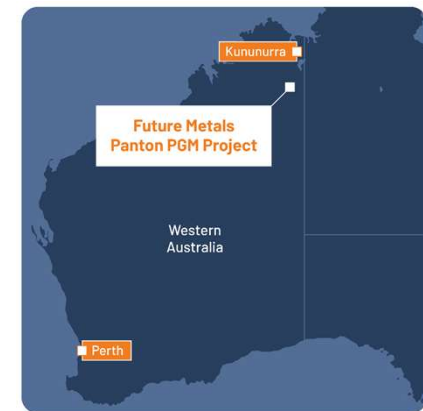 Kununurra
Future Metals
Panton PGM Project
Western
Australia
Perth